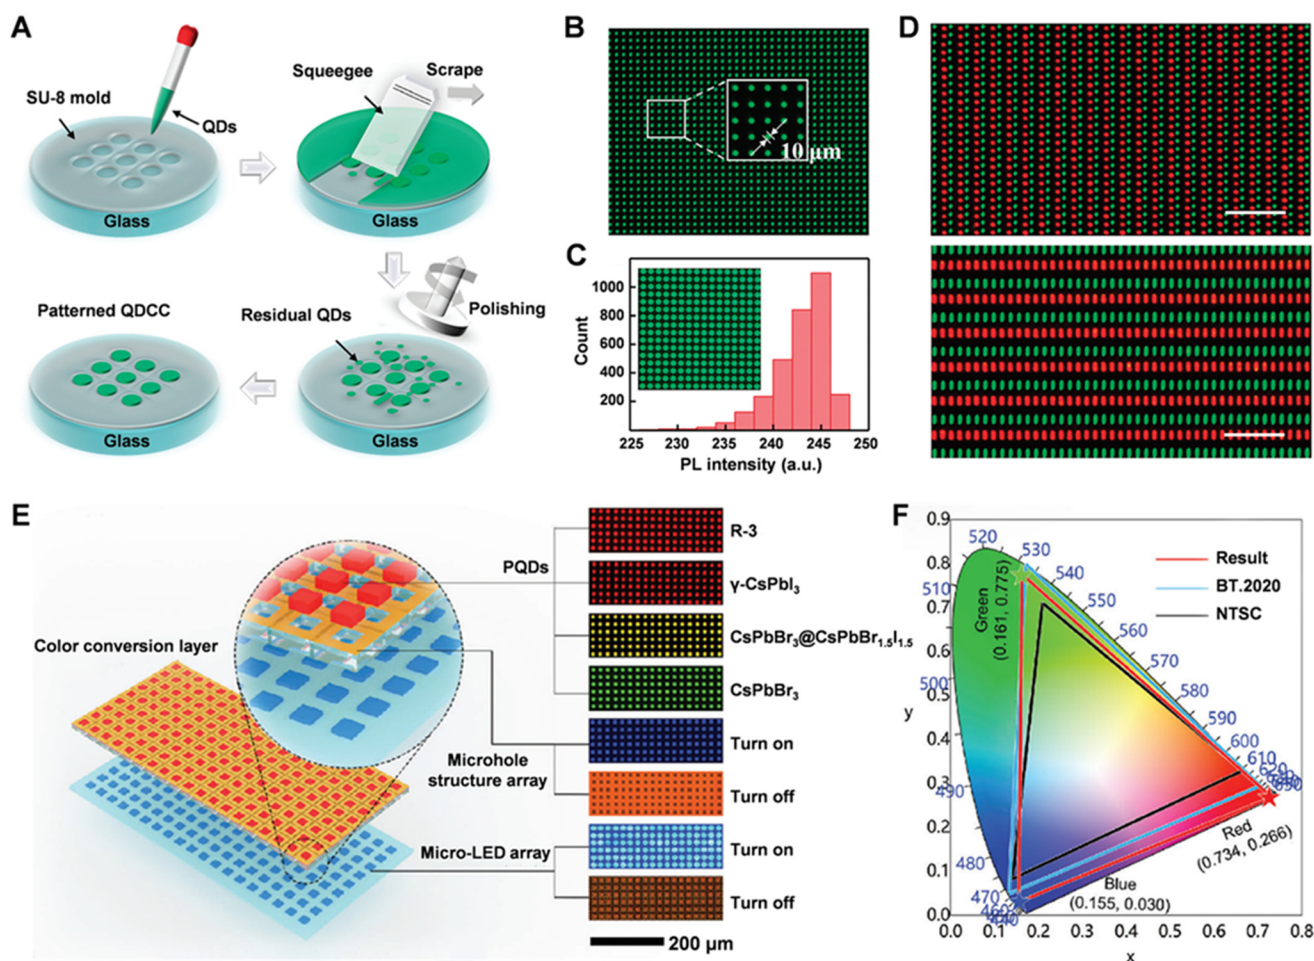 A
SU-8 mold
QDs
Glass
Squeegee
Scrape
Glass
Polishing
Patterned QDCC
Residual QDs
Glass
Glass
B
10 μm
C
Count
1000
800
600
400
200
225 230 235 240 245 250
PL intensity (a.u.)
D
E
Color conversion layer
PQDs
Microhole
structure array
Micro-LED array
R-3
γ-CsPbI3
CsPbBr3@CsPbBr1.5I1.5
CsPbBr3
Turn on
Turn off
Turn on
Turn off
200 μm
F
0.9
0.8
0.7
0.6
0.5
y
0.4
0.3
0.2
0.1
0.0
0.0 0.1 0.2 0.3 0.4 0.5 0.6 0.7 0.8
x
Result
BT.2020
NTSC
520
530
540
550
560
570
580
590
600
610
620
510
500
490
480
470
460
Green
(0.161, 0.775)
Red
(0.734, 0.266)
Blue
(0.155, 0.030)